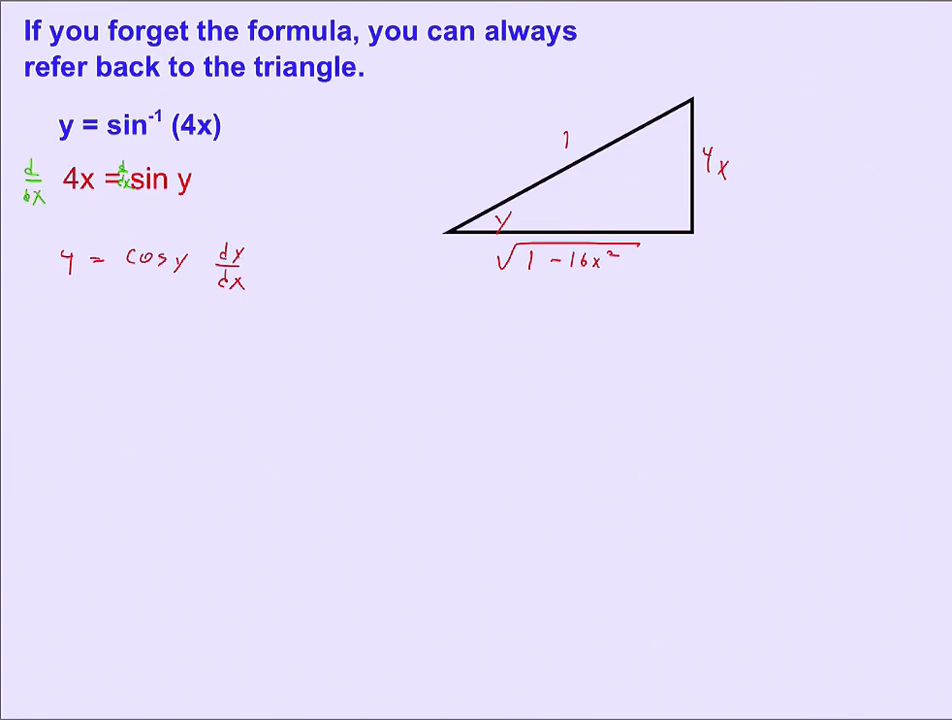 If you forget the formula, you can always
refer back to the triangle.
y = sin⁻¹ (4x)
d/dx 4x = d/dx sin y
4 = cos y dy/dx
1
4x
y
√(1 - 16x²)